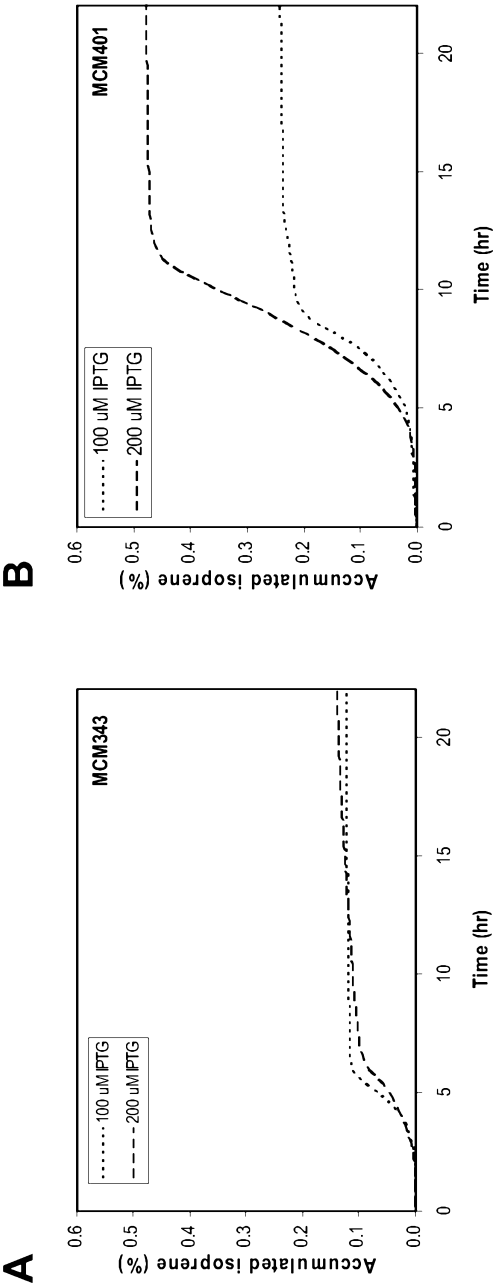 A
MCM343
100 uM IPTG
200 uM IPTG
Accumulated isoprene (%)
0.6
0.5
0.4
0.3
0.2
0.1
0.0
0 5 10 15 20
Time (hr)
B
MCM401
100 uM IPTG
200 uM IPTG
Accumulated isoprene (%)
0.6
0.5
0.4
0.3
0.2
0.1
0.0
0 5 10 15 20
Time (hr)